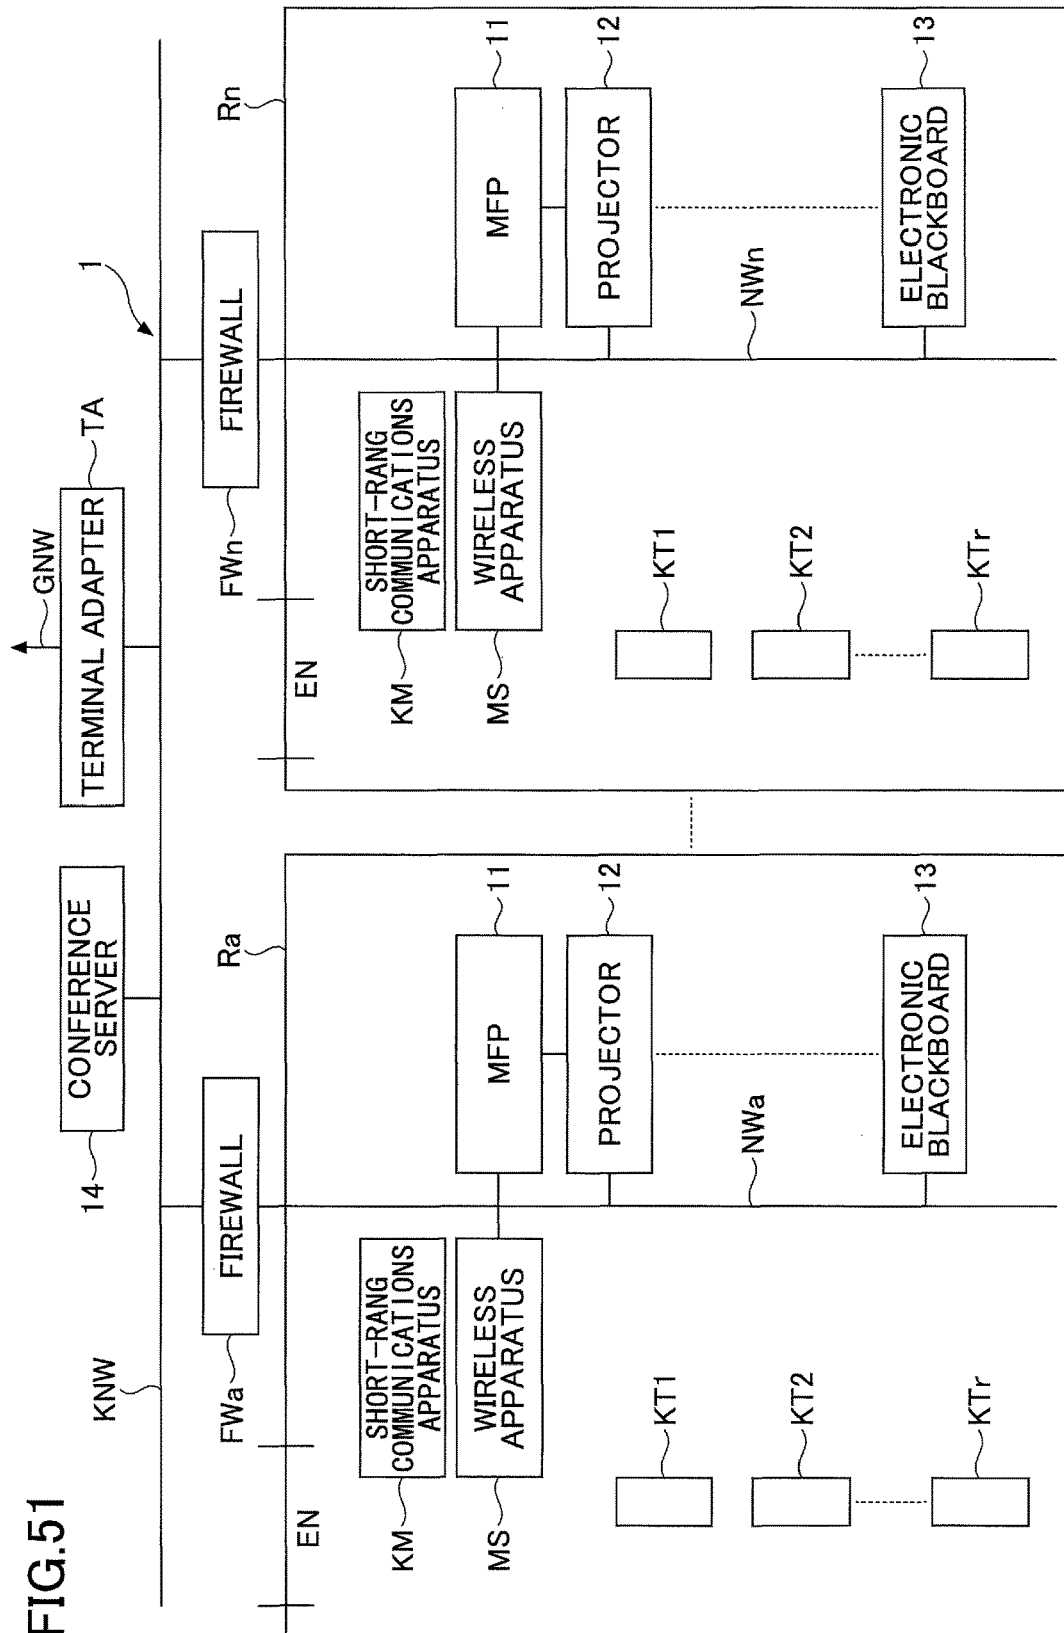 FIG.51
KNW
14
CONFERENCE
SERVER
GNW
TERMINAL ADAPTER
TA
1
FWa
FIREWALL
FWn
FIREWALL
EN
Ra
KM
SHORT-RANG
COMMUNICATIONS
APPARATUS
MS
WIRELESS
APPARATUS
MFP
11
PROJECTOR
12
KT1
KT2
KTr
NWa
ELECTRONIC
BLACKBOARD
13
EN
Rn
KM
SHORT-RANG
COMMUNICATIONS
APPARATUS
MS
WIRELESS
APPARATUS
MFP
11
PROJECTOR
12
KT1
KT2
KTr
NWn
ELECTRONIC
BLACKBOARD
13